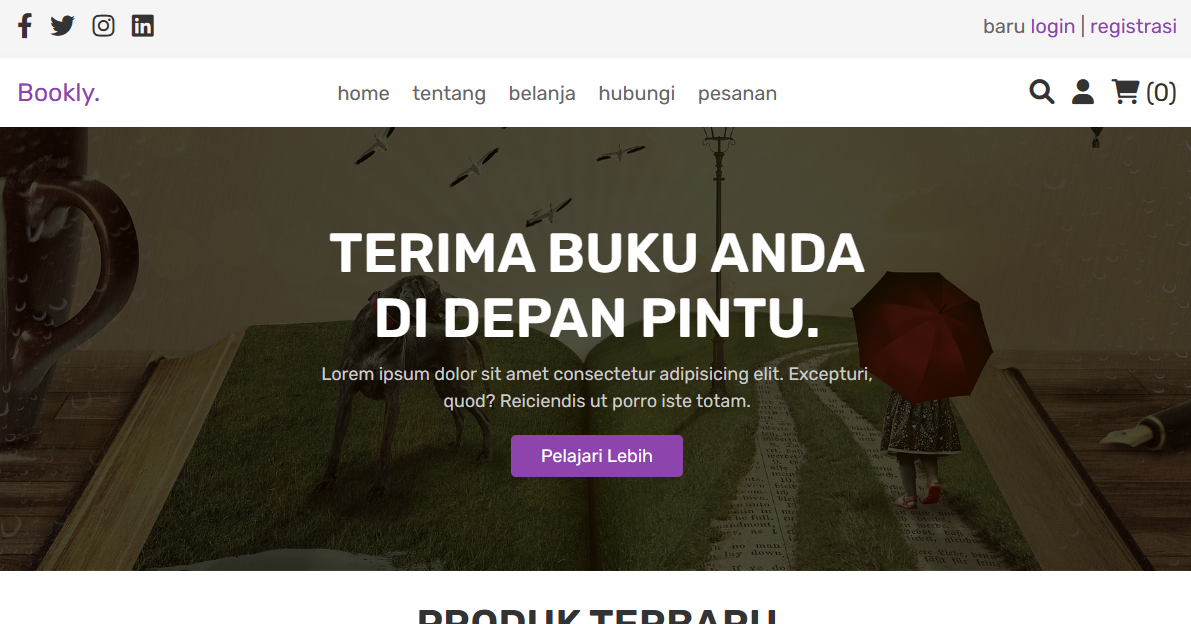 baru login | registrasi
Bookly.
home tentang belanja hubungi pesanan
(0)
TERIMA BUKU ANDA
DI DEPAN PINTU.
Lorem ipsum dolor sit amet consectetur adipisicing elit. Excepturi,
quod? Reiciendis ut porro iste totam.
Pelajari Lebih
PRODUK TERBARU